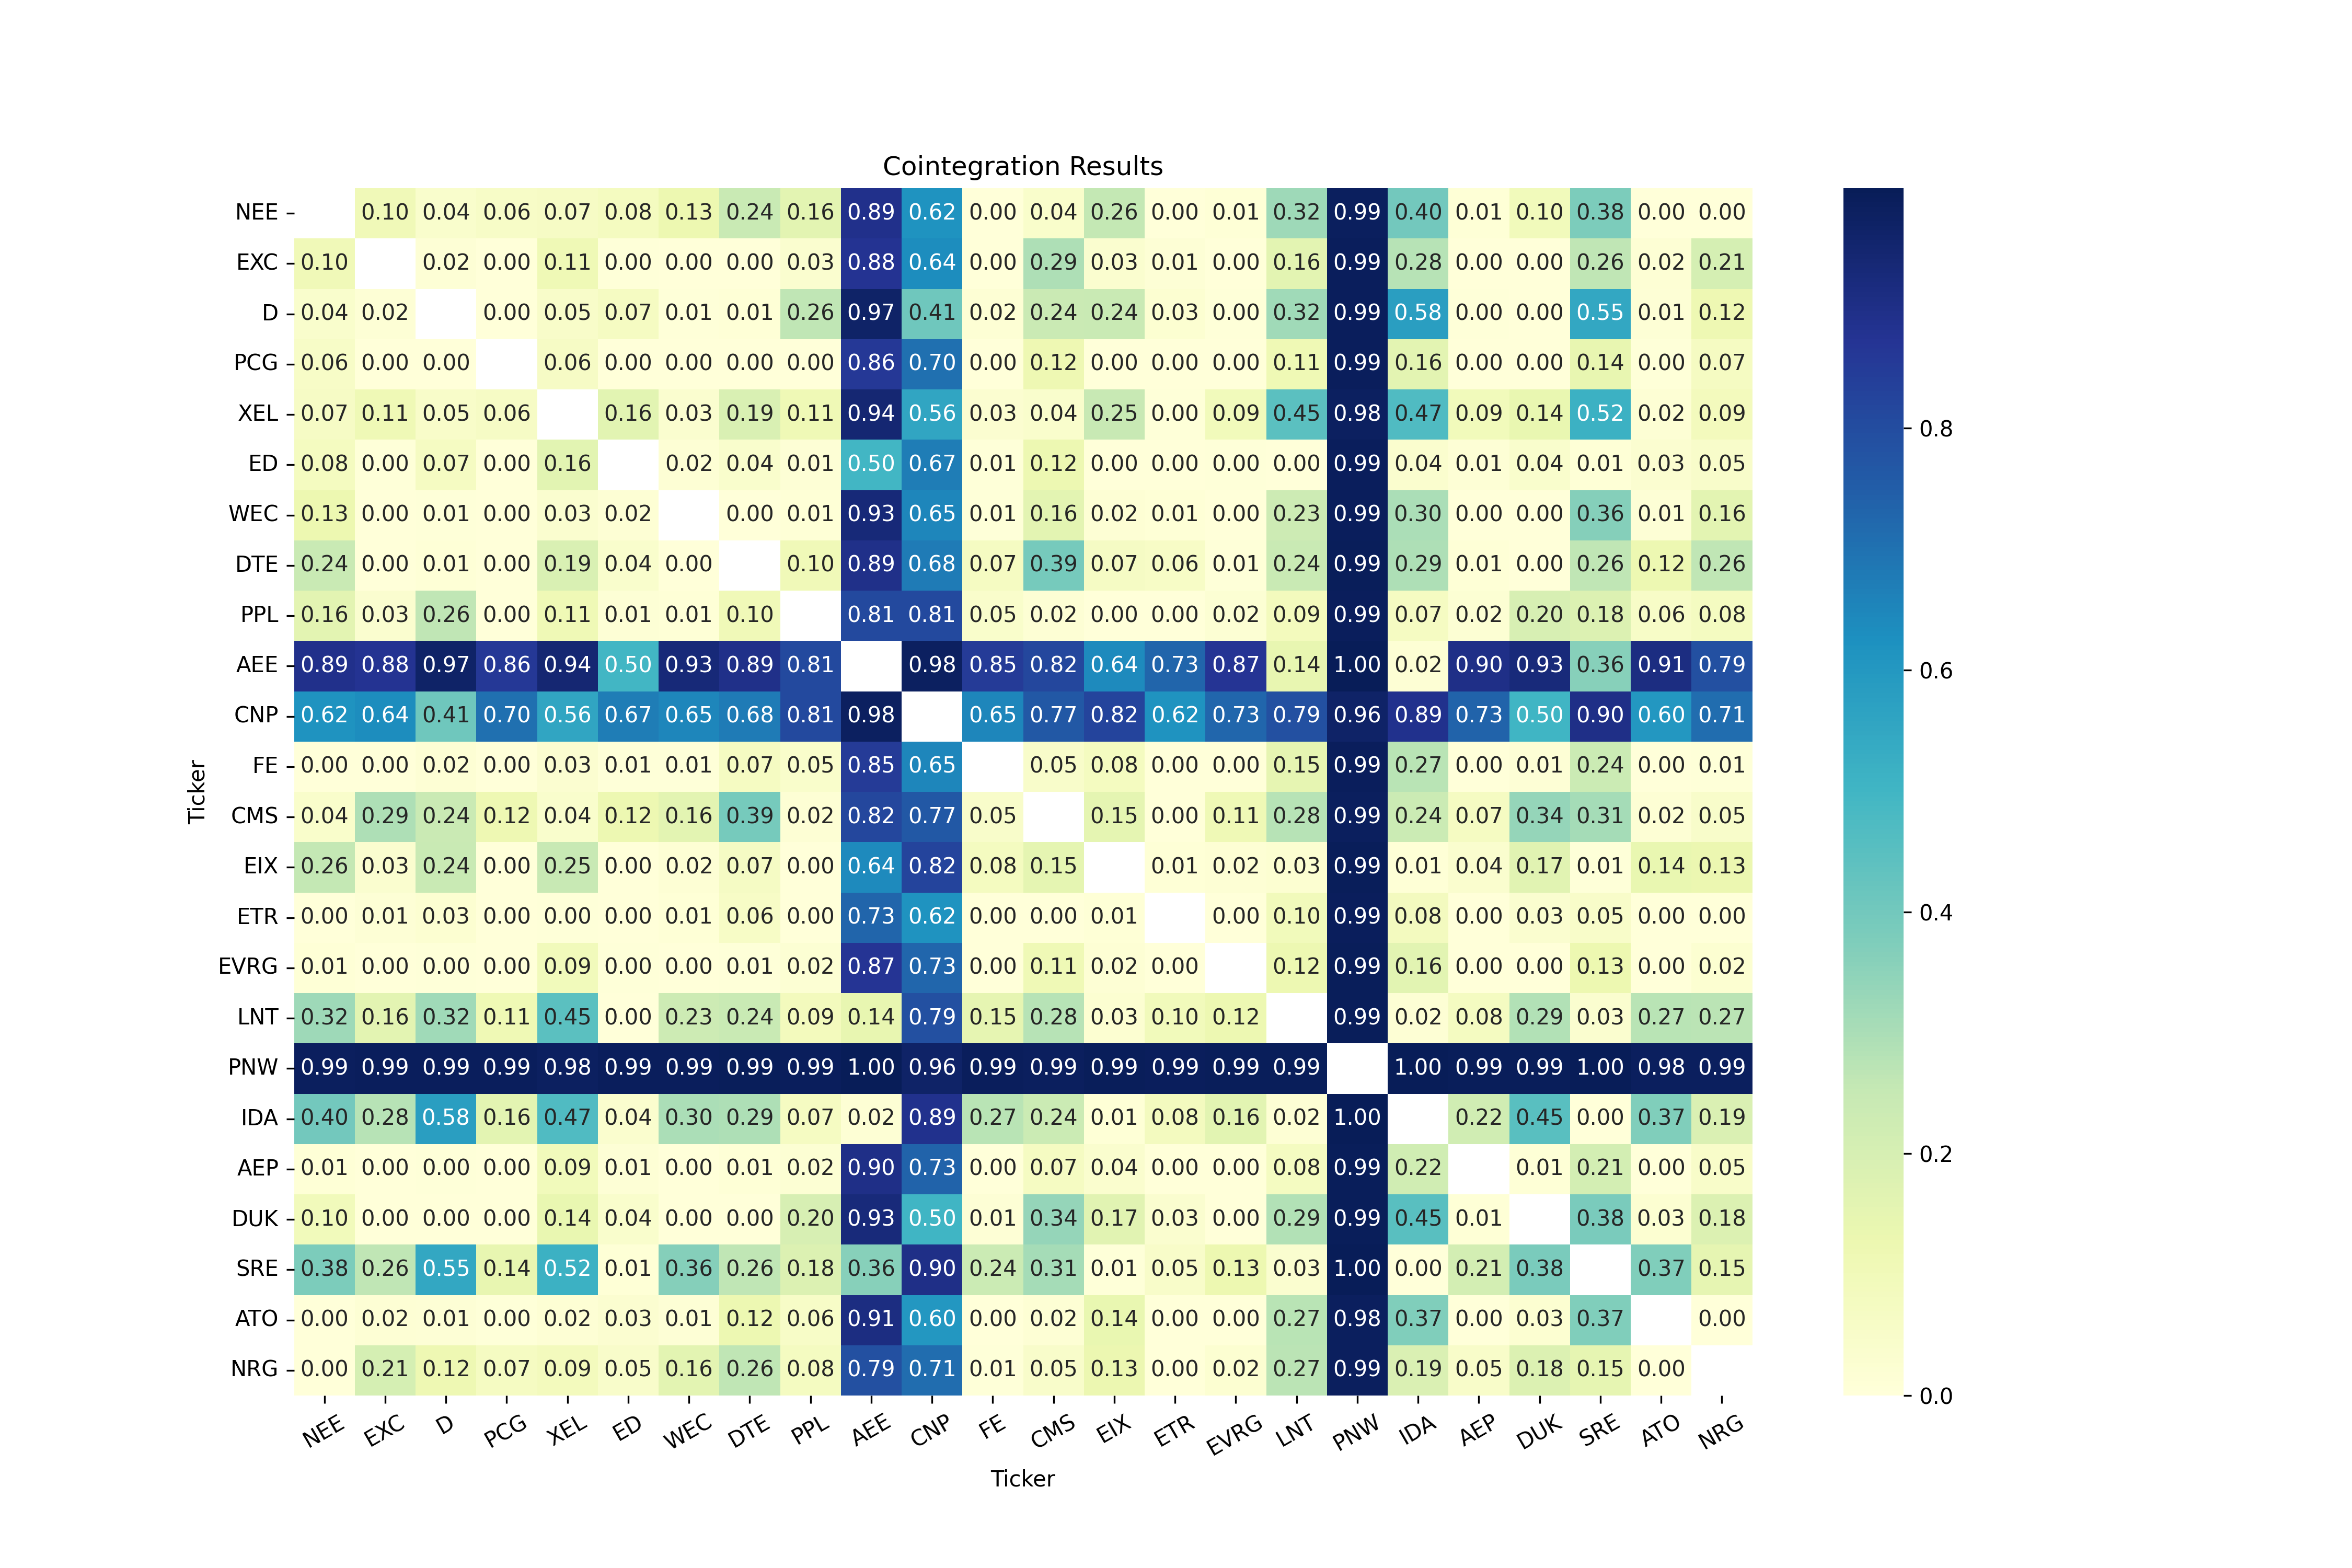 Cointegration Results
NEE 0.10 0.04 0.06 0.07 0.08 0.13 0.24 0.16 0.89 0.62 0.00 0.04 0.26 0.00 0.01 0.32 0.99 0.40 0.01 0.10 0.38 0.00 0.00
EXC 0.10 0.02 0.00 0.11 0.00 0.00 0.00 0.03 0.88 0.64 0.00 0.29 0.03 0.01 0.00 0.16 0.99 0.28 0.00 0.00 0.26 0.02 0.21
D 0.04 0.02 0.00 0.05 0.07 0.01 0.01 0.26 0.97 0.41 0.02 0.24 0.24 0.03 0.00 0.32 0.99 0.58 0.00 0.00 0.55 0.01 0.12
PCG 0.06 0.00 0.00 0.06 0.00 0.00 0.00 0.00 0.86 0.70 0.00 0.12 0.00 0.00 0.00 0.11 0.99 0.16 0.00 0.00 0.14 0.00 0.07
XEL 0.07 0.11 0.05 0.06 0.16 0.03 0.19 0.11 0.94 0.56 0.03 0.04 0.25 0.00 0.09 0.45 0.98 0.47 0.09 0.14 0.52 0.02 0.09
0.8
ED 0.08 0.00 0.07 0.00 0.16 0.02 0.04 0.01 0.50 0.67 0.01 0.12 0.00 0.00 0.00 0.00 0.99 0.04 0.01 0.04 0.01 0.03 0.05
WEC 0.13 0.00 0.01 0.00 0.03 0.02 0.00 0.01 0.93 0.65 0.01 0.16 0.02 0.01 0.00 0.23 0.99 0.30 0.00 0.00 0.36 0.01 0.16
DTE 0.24 0.00 0.01 0.00 0.19 0.04 0.00 0.10 0.89 0.68 0.07 0.39 0.07 0.06 0.01 0.24 0.99 0.29 0.01 0.00 0.26 0.12 0.26
PPL 0.16 0.03 0.26 0.00 0.11 0.01 0.01 0.10 0.81 0.81 0.05 0.02 0.00 0.00 0.02 0.09 0.99 0.07 0.02 0.20 0.18 0.06 0.08
AEE 0.89 0.88 0.97 0.86 0.94 0.50 0.93 0.89 0.81 0.98 0.85 0.82 0.64 0.73 0.87 0.14 1.00 0.02 0.90 0.93 0.36 0.91 0.79
0.6
CNP 0.62 0.64 0.41 0.70 0.56 0.67 0.65 0.68 0.81 0.98 0.65 0.77 0.82 0.62 0.73 0.79 0.96 0.89 0.73 0.50 0.90 0.60 0.71
FE 0.00 0.00 0.02 0.00 0.03 0.01 0.01 0.07 0.05 0.85 0.65 0.05 0.08 0.00 0.00 0.15 0.99 0.27 0.00 0.01 0.24 0.00 0.01
Ticker
CMS 0.04 0.29 0.24 0.12 0.04 0.12 0.16 0.39 0.02 0.82 0.77 0.05 0.15 0.00 0.11 0.28 0.99 0.24 0.07 0.34 0.31 0.02 0.05
EIX 0.26 0.03 0.24 0.00 0.25 0.00 0.02 0.07 0.00 0.64 0.82 0.08 0.15 0.01 0.02 0.03 0.99 0.01 0.04 0.17 0.01 0.14 0.13
ETR 0.00 0.01 0.03 0.00 0.00 0.00 0.01 0.06 0.00 0.73 0.62 0.00 0.00 0.01 0.00 0.10 0.99 0.08 0.00 0.03 0.05 0.00 0.00
0.4
EVRG 0.01 0.00 0.00 0.00 0.09 0.00 0.00 0.01 0.02 0.87 0.73 0.00 0.11 0.02 0.00 0.12 0.99 0.16 0.00 0.00 0.13 0.00 0.02
LNT 0.32 0.16 0.32 0.11 0.45 0.00 0.23 0.24 0.09 0.14 0.79 0.15 0.28 0.03 0.10 0.12 0.99 0.02 0.08 0.29 0.03 0.27 0.27
PNW 0.99 0.99 0.99 0.99 0.98 0.99 0.99 0.99 0.99 1.00 0.96 0.99 0.99 0.99 0.99 0.99 0.99 1.00 0.99 0.99 1.00 0.98 0.99
IDA 0.40 0.28 0.58 0.16 0.47 0.04 0.30 0.29 0.07 0.02 0.89 0.27 0.24 0.01 0.08 0.16 0.02 1.00 0.22 0.45 0.00 0.37 0.19
0.2
AEP 0.01 0.00 0.00 0.00 0.09 0.01 0.00 0.01 0.02 0.90 0.73 0.00 0.07 0.04 0.00 0.00 0.08 0.99 0.22 0.01 0.21 0.00 0.05
DUK 0.10 0.00 0.00 0.00 0.14 0.04 0.00 0.00 0.20 0.93 0.50 0.01 0.34 0.17 0.03 0.00 0.29 0.99 0.45 0.01 0.38 0.03 0.18
SRE 0.38 0.26 0.55 0.14 0.52 0.01 0.36 0.26 0.18 0.36 0.90 0.24 0.31 0.01 0.05 0.13 0.03 1.00 0.00 0.21 0.38 0.37 0.15
ATO 0.00 0.02 0.01 0.00 0.02 0.03 0.01 0.12 0.06 0.91 0.60 0.00 0.02 0.14 0.00 0.00 0.27 0.98 0.37 0.00 0.03 0.37 0.00
NRG 0.00 0.21 0.12 0.07 0.09 0.05 0.16 0.26 0.08 0.79 0.71 0.01 0.05 0.13 0.00 0.02 0.27 0.99 0.19 0.05 0.18 0.15 0.00
0.0
NEE EXC D PCG XEL ED WEC DTE PPL AEE CNP FE CMS EIX ETR EVRG LNT PNW IDA AEP DUK SRE ATO NRG
Ticker